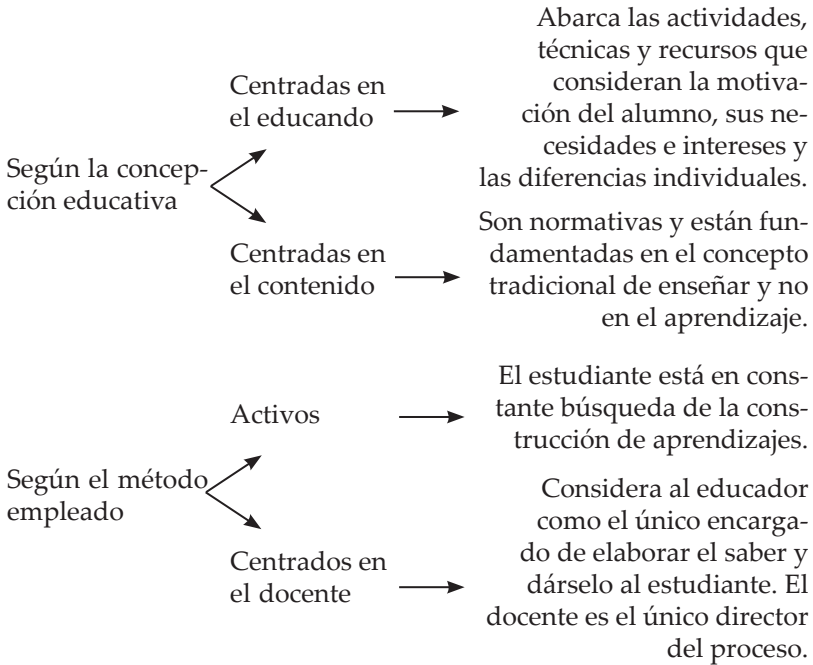 Según la concep-
ción educativa
Centradas en
el educando
Abarca las actividades,
técnicas y recursos que
consideran la motiva-
ción del alumno, sus ne-
cesidades e intereses y
las diferencias individuales.
Centradas en
el contenido
Son normativas y están fun-
damentadas en el concepto
tradicional de enseñar y no
en el aprendizaje.
Según el método
empleado
Activos
El estudiante está en cons-
tante búsqueda de la cons-
trucción de aprendizajes.
Centrados en
el docente
Considera al educador
como el único encarga-
do de elaborar el saber y
dárselo al estudiante. El
docente es el único director
del proceso.